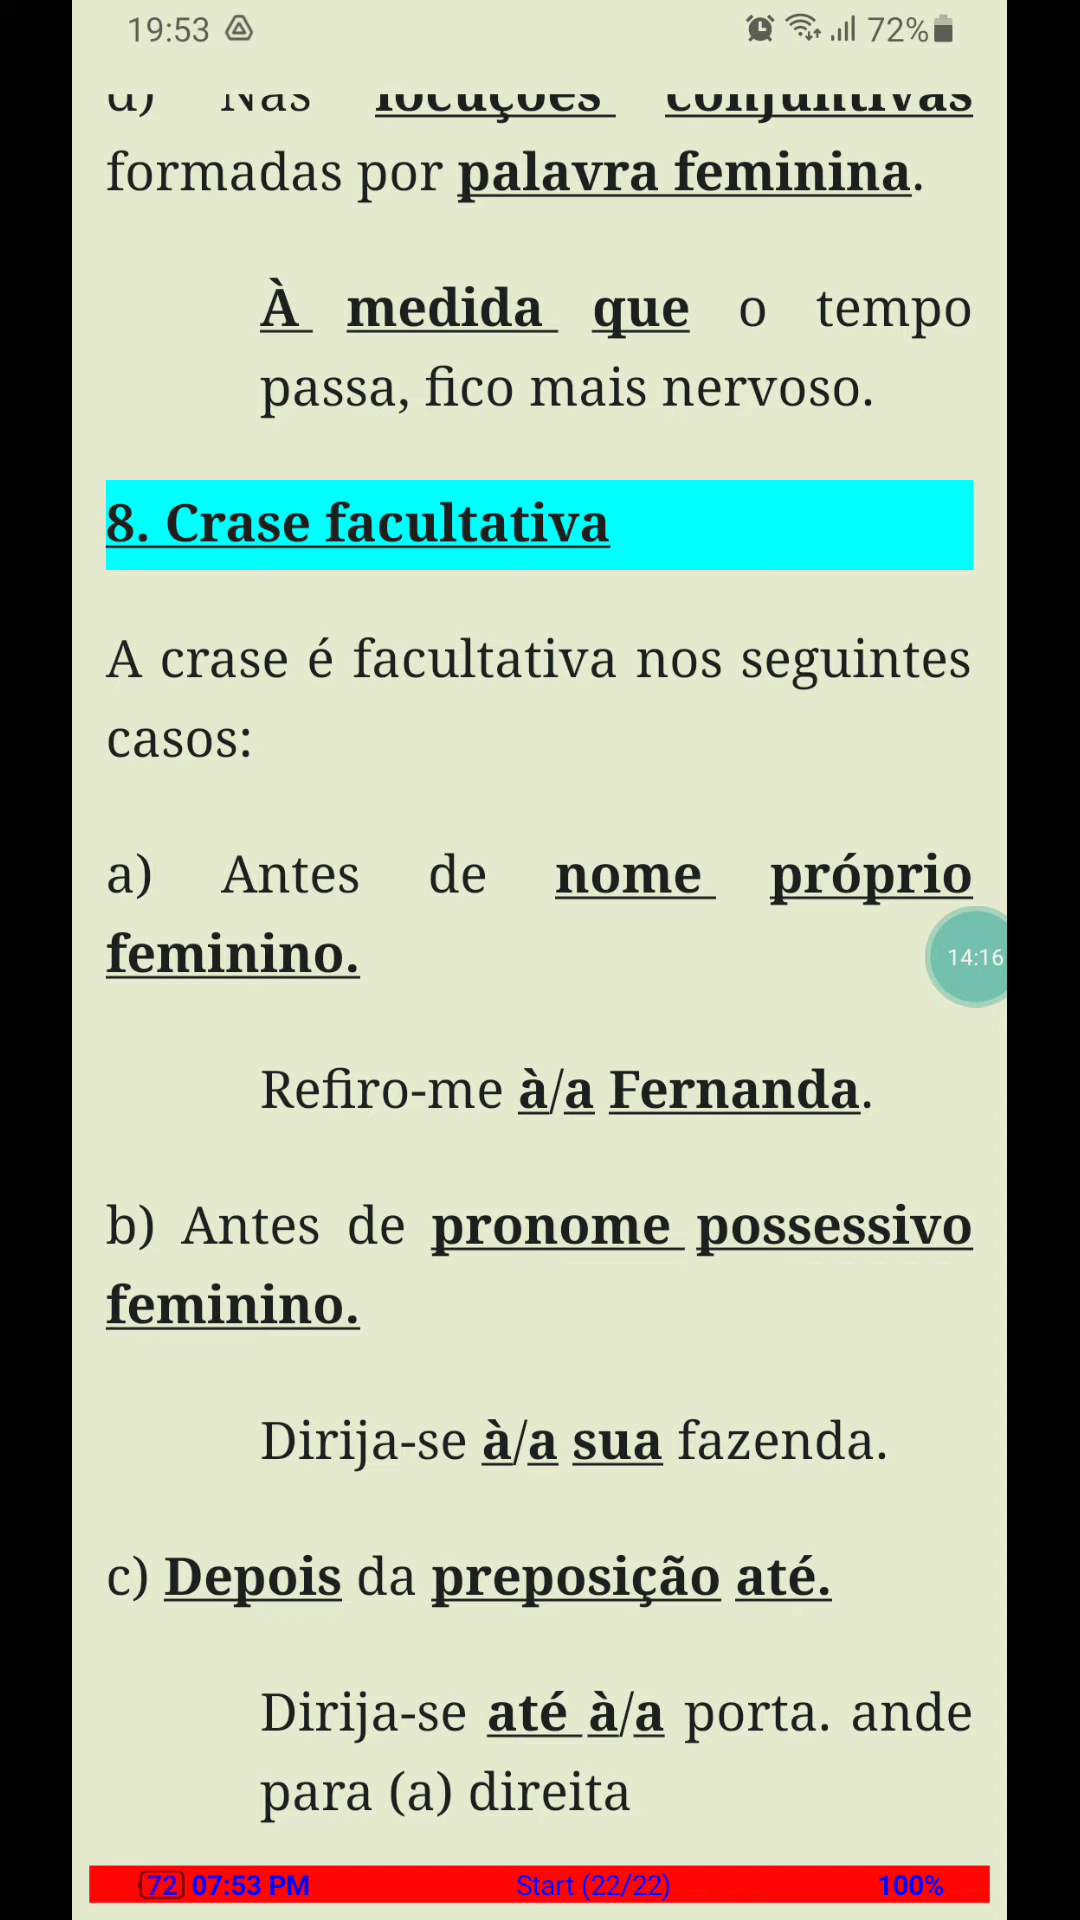 19:53 72%
d) Nas locuções conjuntivas
formadas por palavra feminina.
À medida que o tempo
passa, fico mais nervoso.
8. Crase facultativa
A crase é facultativa nos seguintes
casos:
a) Antes de nome próprio
feminino.
14:16
Refiro-me à/a Fernanda.
b) Antes de pronome possessivo
feminino.
Dirija-se à/a sua fazenda.
c) Depois da preposição até.
Dirija-se até à/a porta. ande
para (a) direita
72 07:53 PM Start (22/22) 100%